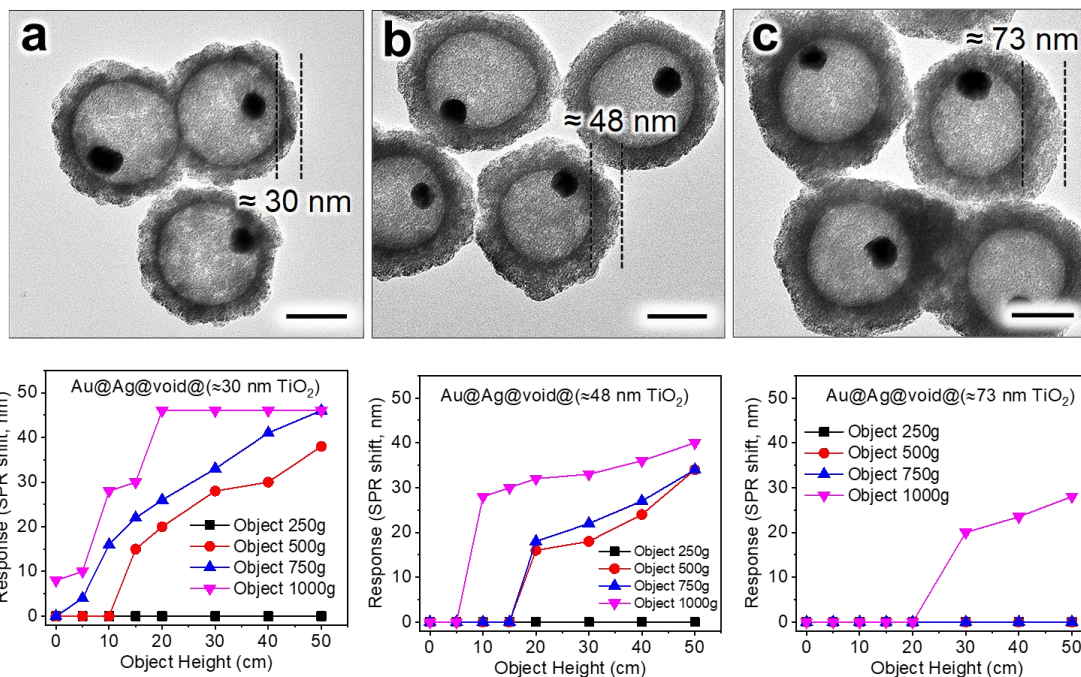 a
≈ 30 nm
b
≈ 48 nm
c
≈ 73 nm
Au@Ag@void@(≈30 nm TiO₂)
Response (SPR shift, nm)
50
40
30
20
10
0
Object 250g
Object 500g
Object 750g
Object 1000g
0 10 20 30 40 50
Object Height (cm)
Au@Ag@void@(≈48 nm TiO₂)
Response (SPR shift, nm)
50
40
30
20
10
0
Object 250g
Object 500g
Object 750g
Object 1000g
0 10 20 30 40 50
Object Height (cm)
Au@Ag@void@(≈73 nm TiO₂)
Response (SPR shift, nm)
50
40
30
20
10
0
Object 250g
Object 500g
Object 750g
Object 1000g
0 10 20 30 40 50
Object Height (cm)